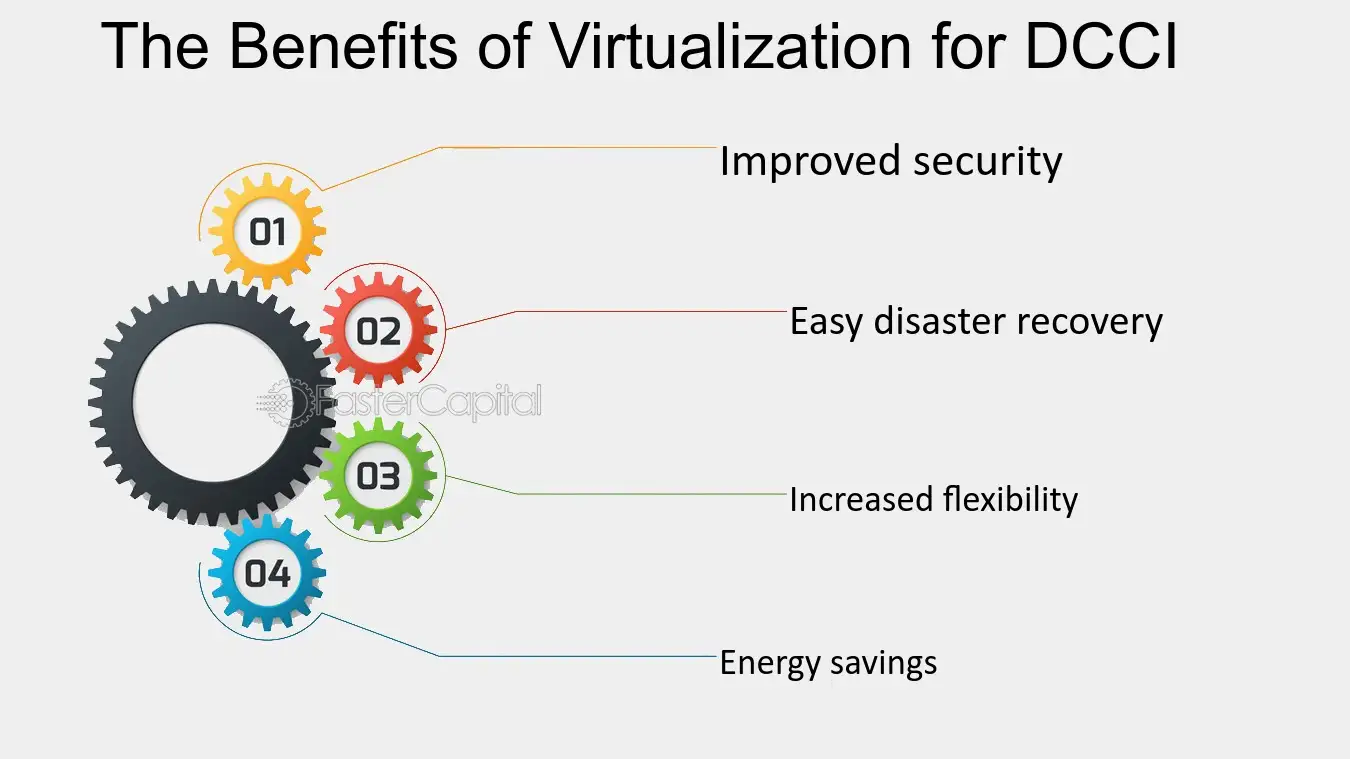 The Benefits of Virtualization for DCCI
01
Improved security
02
Easy disaster recovery
FasterCapital
03
Increased flexibility
04
Energy savings